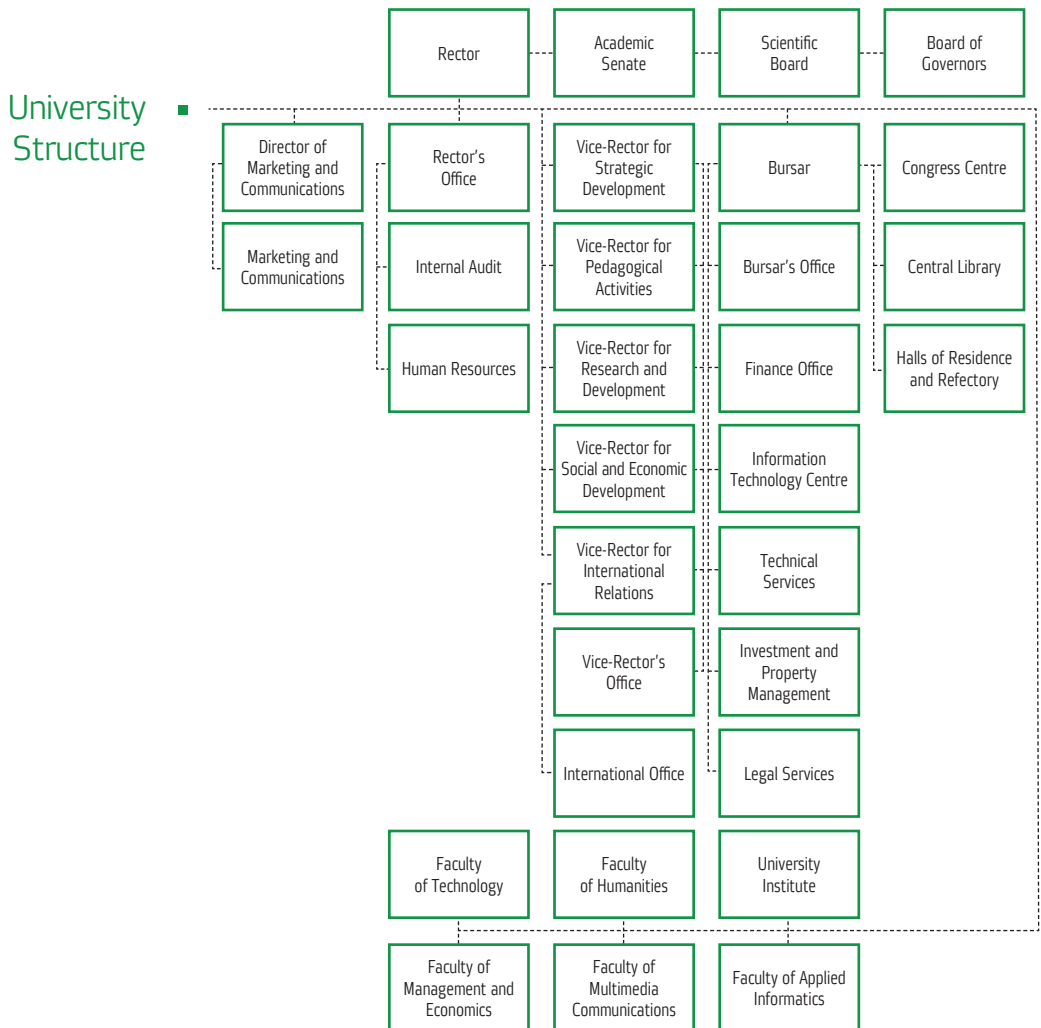 University
Structure
Rector
Academic
Senate
Scientific
Board
Board of
Governors
Director of
Marketing and
Communications
Rector's
Office
Vice-Rector for
Strategic
Development
Bursar
Congress Centre
Marketing and
Communications
Internal Audit
Vice-Rector for
Pedagogical
Activities
Bursar's Office
Central Library
Human Resources
Vice-Rector for
Research and
Development
Finance Office
Halls of Residence
and Refectory
Vice-Rector for
Social and Economic
Development
Information
Technology Centre
Vice-Rector for
International
Relations
Technical
Services
Vice-Rector's
Office
Investment and
Property
Management
International Office
Legal Services
Faculty
of Technology
Faculty
of Humanities
University
Institute
Faculty of
Management and
Economics
Faculty of
Multimedia
Communications
Faculty of Applied
Informatics